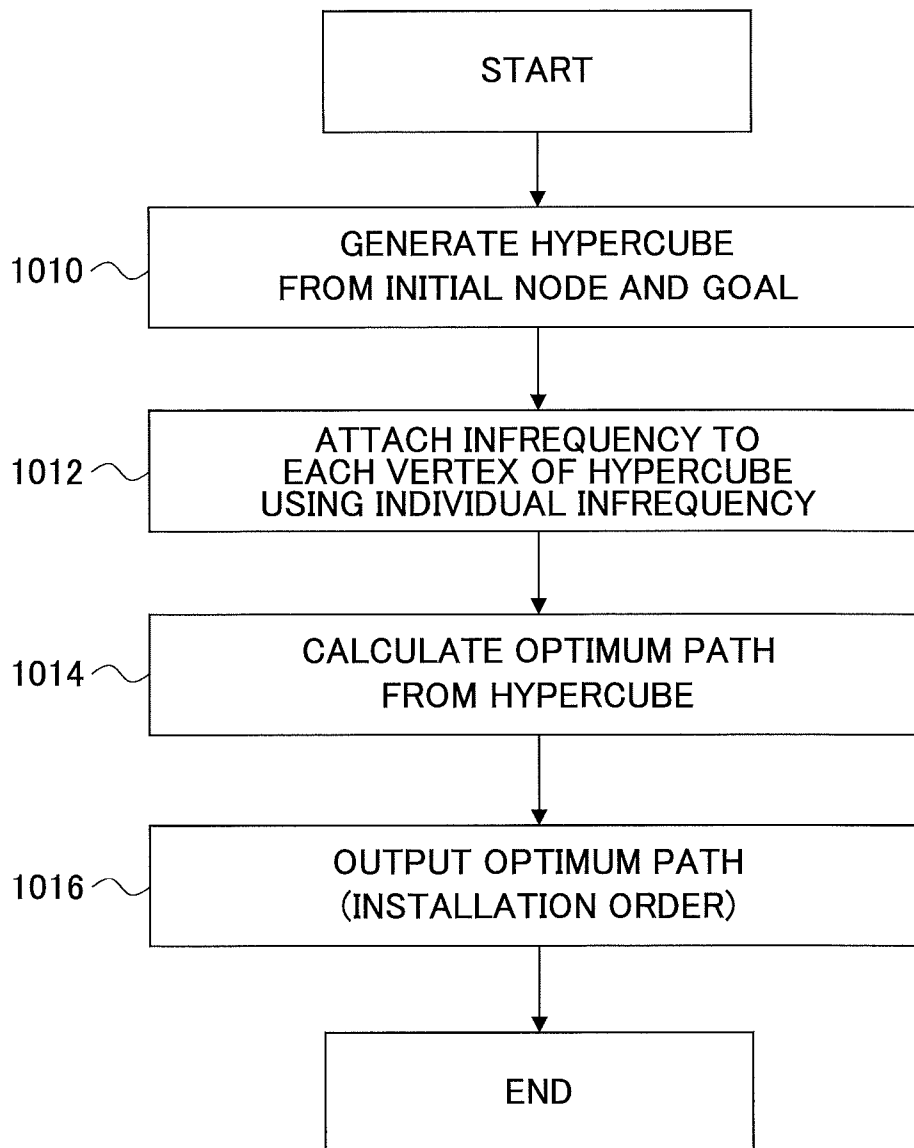 START
1010
GENERATE HYPERCUBE
FROM INITIAL NODE AND GOAL
1012
ATTACH INFREQUENCY TO
EACH VERTEX OF HYPERCUBE
USING INDIVIDUAL INFREQUENCY
1014
CALCULATE OPTIMUM PATH
FROM HYPERCUBE
1016
OUTPUT OPTIMUM PATH
(INSTALLATION ORDER)
END